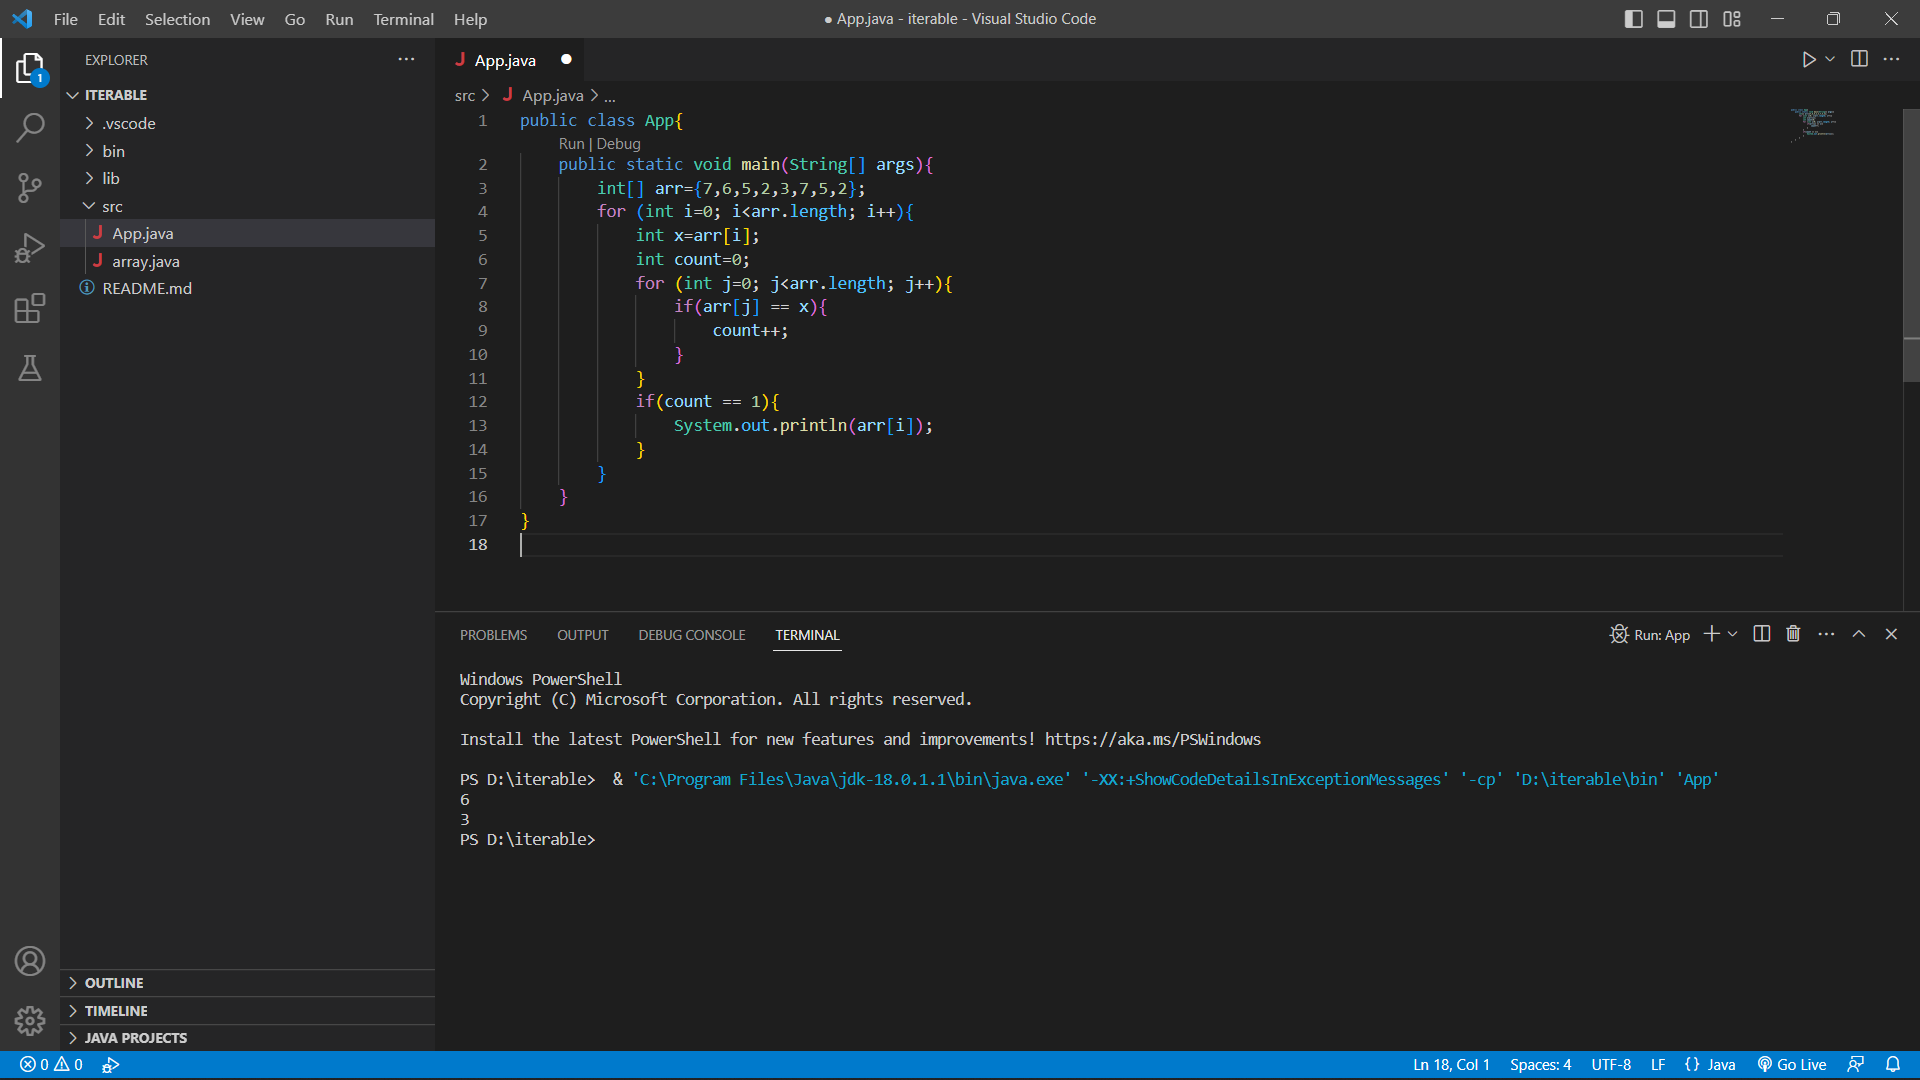 File Edit Selection View Go Run Terminal Help
● App.java - iterable - Visual Studio Code
EXPLORER
ITERABLE
.vscode
bin
lib
src
App.java
array.java
README.md
OUTLINE
TIMELINE
JAVA PROJECTS
1
App.java
src > App.java > ...
1 public class App{
Run | Debug
2 public static void main(String[] args){
3 int[] arr={7,6,5,2,3,7,5,2};
4 for (int i=0; i<arr.length; i++){
5 int x=arr[i];
6 int count=0;
7 for (int j=0; j<arr.length; j++){
8 if(arr[j] == x){
9 count++;
10 }
11 }
12 if(count == 1){
13 System.out.println(arr[i]);
14 }
15 }
16 }
17 }
18
PROBLEMS OUTPUT DEBUG CONSOLE TERMINAL
Run: App
Windows PowerShell
Copyright (C) Microsoft Corporation. All rights reserved.
Install the latest PowerShell for new features and improvements! https://aka.ms/PSWindows
PS D:\iterable>  & 'C:\Program Files\Java\jdk-18.0.1.1\bin\java.exe' '-XX:+ShowCodeDetailsInExceptionMessages' '-cp' 'D:\iterable\bin' 'App'
6
3
PS D:\iterable>
0 0
Ln 18, Col 1 Spaces: 4 UTF-8 LF {} Java Go Live